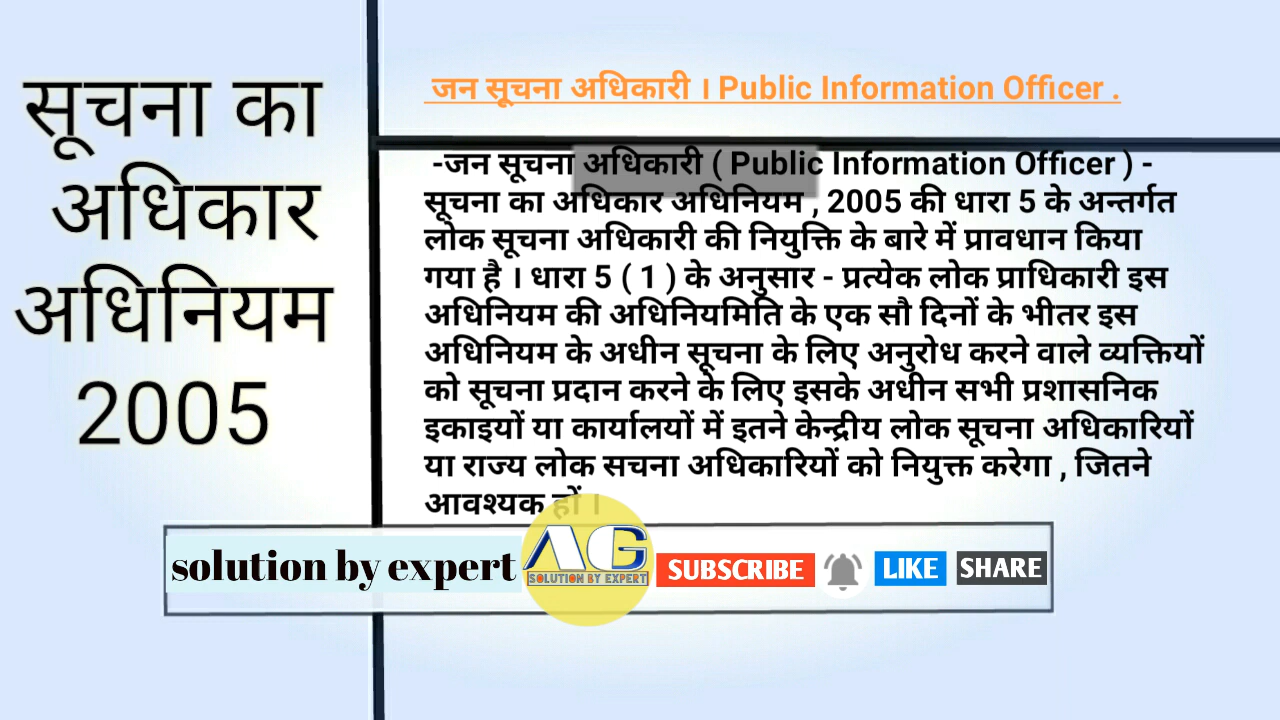 सूचना का
अधिकार
अधिनियम
2005
जन सूचना अधिकारी । Public Information Officer .
-जन सूचना अधिकारी ( Public Information Officer ) -
सूचना का अधिकार अधिनियम , 2005 की धारा 5 के अन्तर्गत
लोक सूचना अधिकारी की नियुक्ति के बारे में प्रावधान किया
गया है । धारा 5 ( 1 ) के अनुसार - प्रत्येक लोक प्राधिकारी इस
अधिनियम की अधिनियमिति के एक सौ दिनों के भीतर इस
अधिनियम के अधीन सूचना के लिए अनुरोध करने वाले व्यक्तियों
को सूचना प्रदान करने के लिए इसके अधीन सभी प्रशासनिक
इकाइयों या कार्यालयों में इतने केन्द्रीय लोक सूचना अधिकारियों
या राज्य लोक सचना अधिकारियों को नियुक्त करेगा , जितने
आवश्यक हों ।
solution by expert
AG
SOLUTION BY EXPERT
SUBSCRIBE
LIKE
SHARE